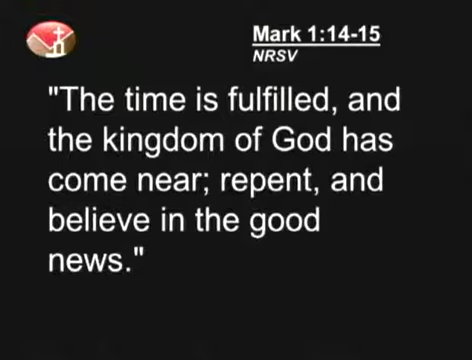 Mark 1:14-15
NRSV
"The time is fulfilled, and
the kingdom of God has
come near; repent, and
believe in the good
news."